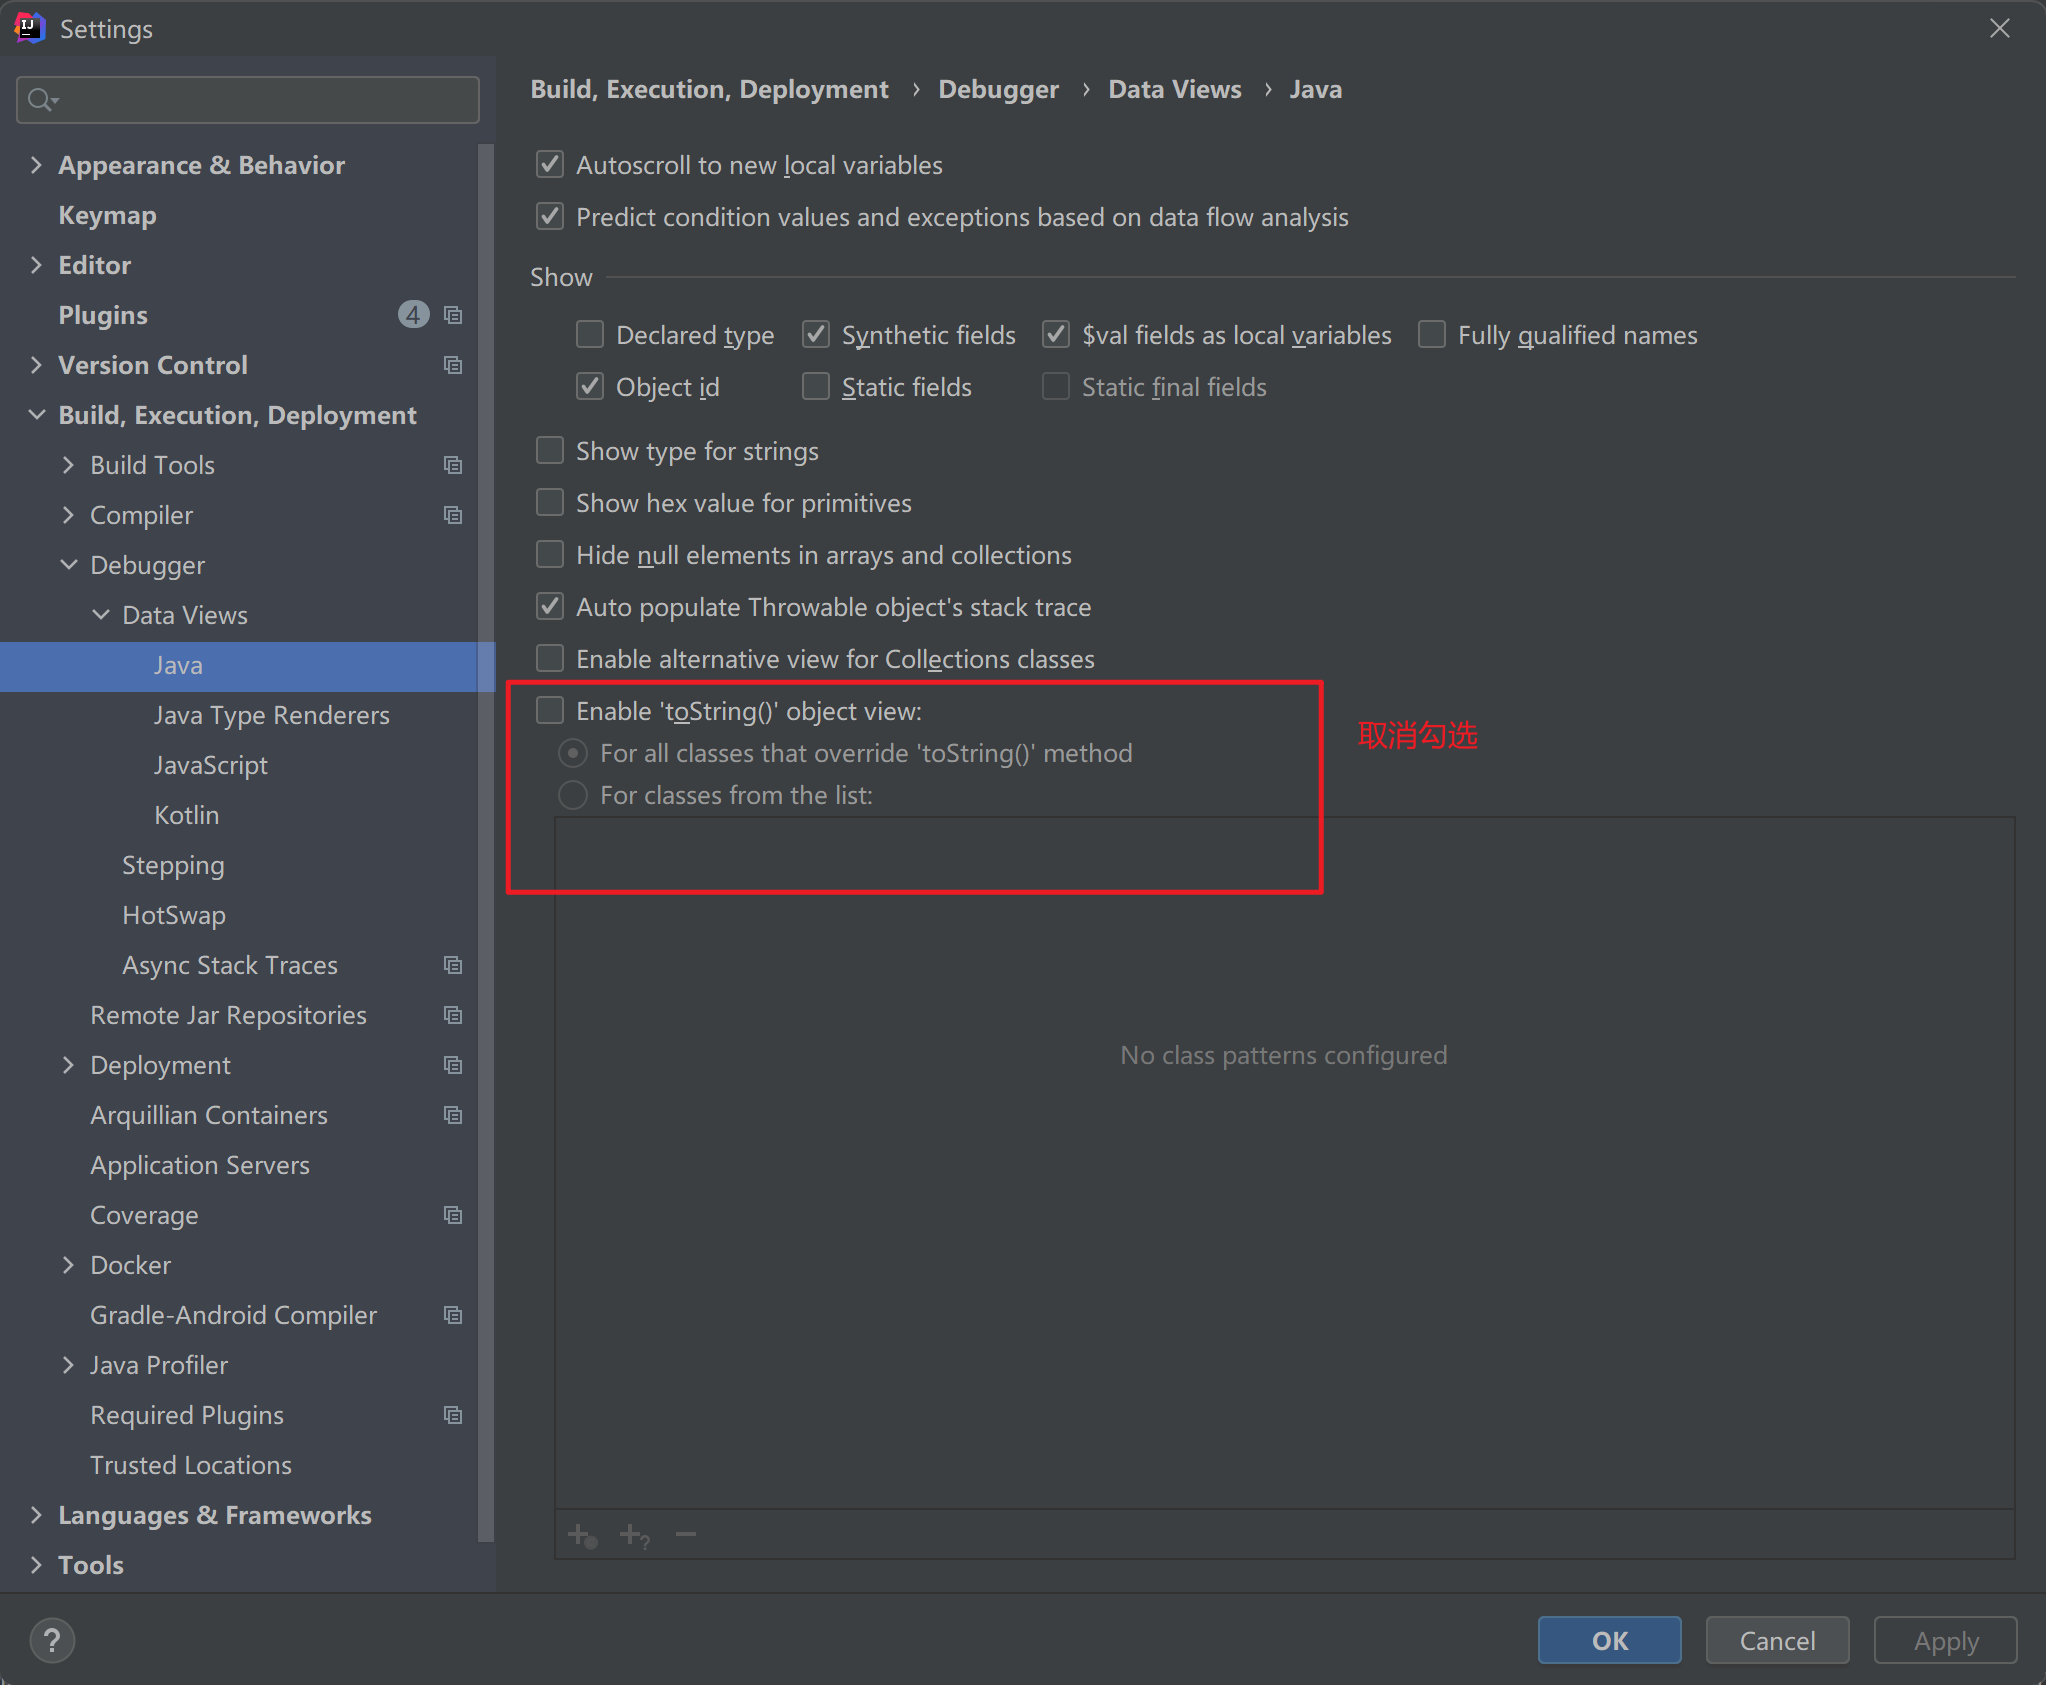 Settings
Appearance & Behavior
Keymap
Editor
Plugins 4
Version Control
Build, Execution, Deployment
Build Tools
Compiler
Debugger
Data Views
Java
Java Type Renderers
JavaScript
Kotlin
Stepping
HotSwap
Async Stack Traces
Remote Jar Repositories
Deployment
Arquillian Containers
Application Servers
Coverage
Docker
Gradle-Android Compiler
Java Profiler
Required Plugins
Trusted Locations
Languages & Frameworks
Tools
Build, Execution, Deployment › Debugger › Data Views › Java
Autoscroll to new local variables
Predict condition values and exceptions based on data flow analysis
Show
Declared type Synthetic fields $val fields as local variables Fully qualified names
Object id Static fields Static final fields
Show type for strings
Show hex value for primitives
Hide null elements in arrays and collections
Auto populate Throwable object's stack trace
Enable alternative view for Collections classes
Enable 'toString()' object view:
取消勾选
For all classes that override 'toString()' method
For classes from the list:
No class patterns configured
? OK Cancel Apply